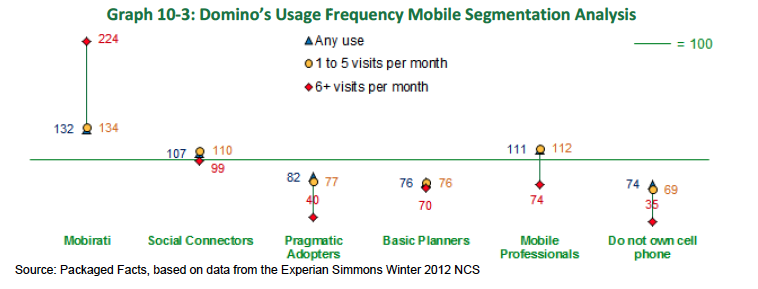 Graph 10-3: Domino's Usage Frequency Mobile Segmentation Analysis
Any use
1 to 5 visits per month
6+ visits per month
= 100
224
132 134
107 110
99
82 77
40
76 76
70
111 112
74
74 69
35
Mobirati
Social Connectors
Pragmatic
Adopters
Basic Planners
Mobile
Professionals
Do not own cell
phone
Source: Packaged Facts, based on data from the Experian Simmons Winter 2012 NCS